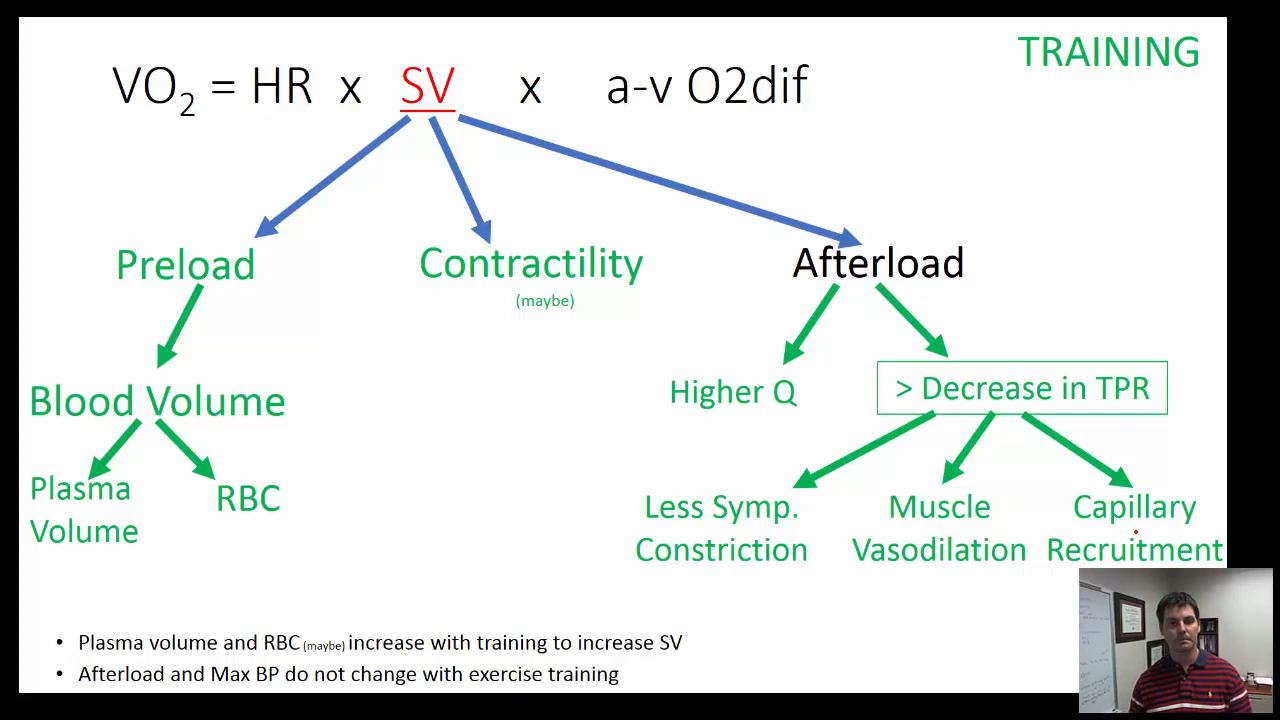 TRAINING
VO2 = HR x SV x a-v O2dif
Preload
Contractility
(maybe)
Afterload
Blood Volume
Higher Q
> Decrease in TPR
Plasma
Volume
RBC
Less Symp.
Constriction
Muscle
Vasodilation
Capillary
Recruitment
• Plasma volume and RBC (maybe) increase with training to increase SV
• Afterload and Max BP do not change with exercise training